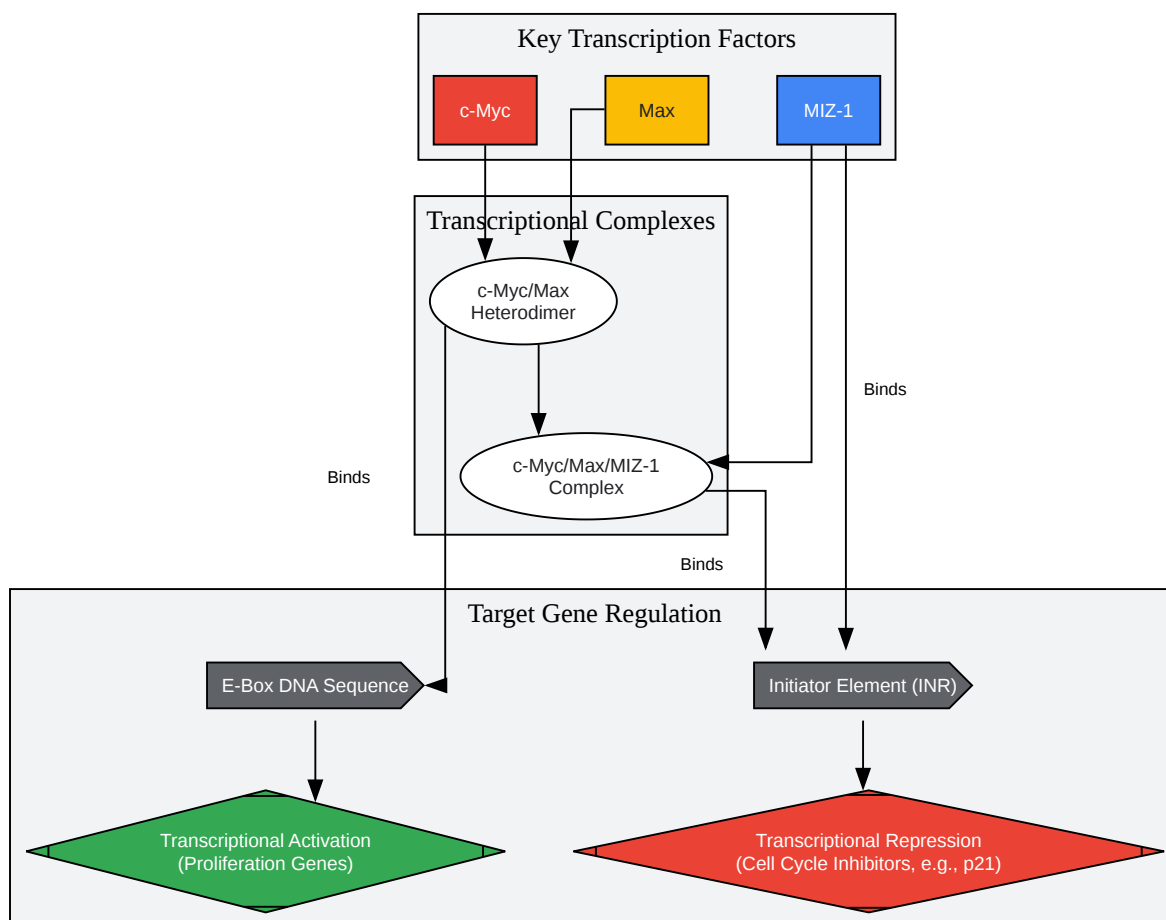 Key Transcription Factors
c-Myc
Max
MIZ-1
Transcriptional Complexes
c-Myc/Max
Heterodimer
Binds
c-Myc/Max/MIZ-1
Complex
Binds
Binds
Target Gene Regulation
E-Box DNA Sequence
Initiator Element (INR)
Transcriptional Activation
(Proliferation Genes)
Transcriptional Repression
(Cell Cycle Inhibitors, e.g., p21)